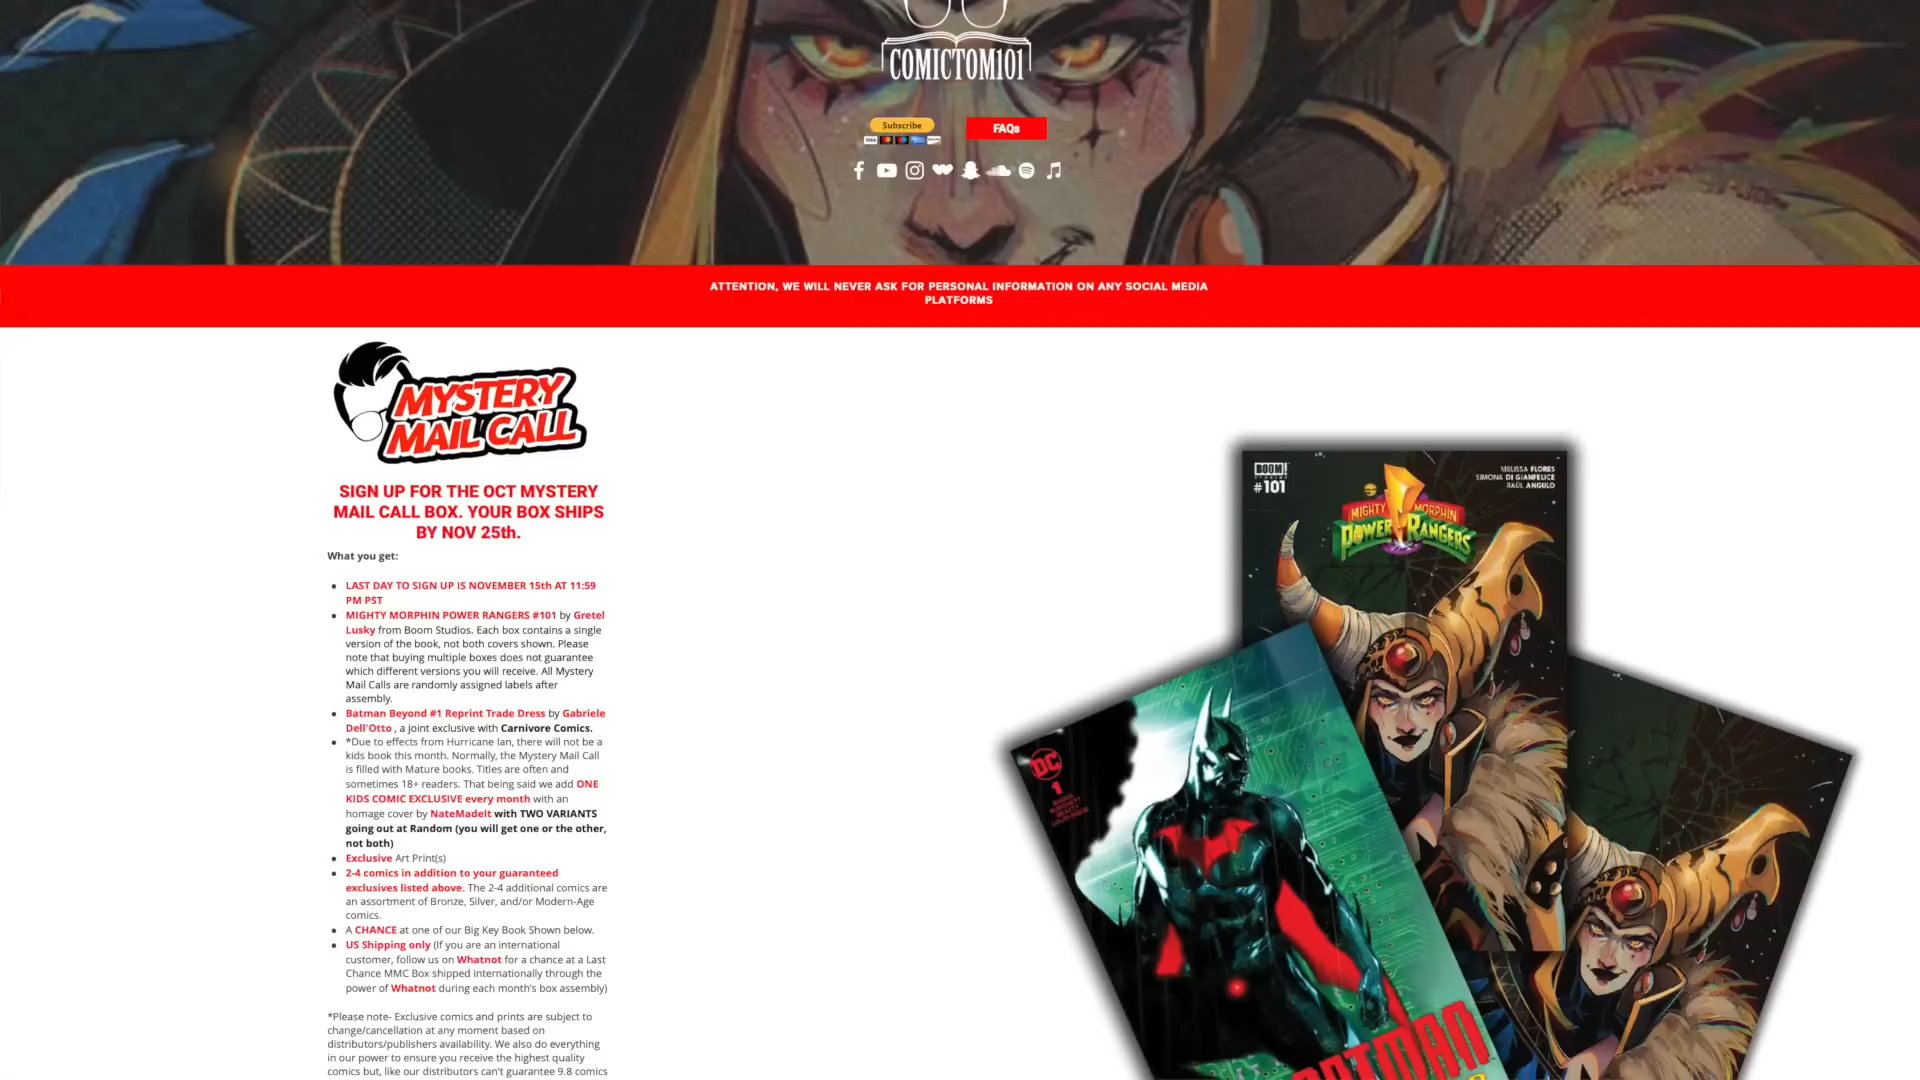 COMICTOM101
Subscribe
FAQs
ATTENTION, WE WILL NEVER ASK FOR PERSONAL INFORMATION ON ANY SOCIAL MEDIA
PLATFORMS
MYSTERY
MAIL CALL
SIGN UP FOR THE OCT MYSTERY
MAIL CALL BOX. YOUR BOX SHIPS
BY NOV 25th.
What you get:
LAST DAY TO SIGN UP IS NOVEMBER 15th AT 11:59
PM PST
MIGHTY MORPHIN POWER RANGERS #101 by Gretel
Lusky from Boom Studios. Each box contains a single
version of the book, not both covers shown. Please
note that buying multiple boxes does not guarantee
which different versions you will receive. All Mystery
Mail Calls are randomly assigned labels after
assembly.
Batman Beyond #1 Reprint Trade Dress by Gabriele
Dell'Otto , a joint exclusive with Carnivore Comics.
*Due to effects from Hurricane Ian, there will not be a
kids book this month. Normally, the Mystery Mail Call
is filled with Mature books. Titles are often and
sometimes 18+ readers. That being said we add ONE
KIDS COMIC EXCLUSIVE every month with an
homage cover by NateMadeIt with TWO VARIANTS
going out at Random (you will get one or the other,
not both)
Exclusive Art Print(s)
2-4 comics in addition to your guaranteed
exclusives listed above. The 2-4 additional comics are
an assortment of Bronze, Silver, and/or Modern-Age
comics.
A CHANCE at one of our Big Key Book Shown below.
US Shipping only (If you are an international
customer, follow us on Whatnot for a chance at a Last
Chance MMC Box shipped internationally through the
power of Whatnot during each month's box assembly)
*Please note- Exclusive comics and prints are subject to
change/cancellation at any moment based on
distributors/publishers availability. We also do everything
in our power to ensure you receive the highest quality
comics but, like our distributors can't guarantee 9.8 comics
BOOM!
STUDIOS
#101
MELISSA FLORES
SIMONA DI GIANFELICE
RAÚL ANGULO
MIGHTY MORPHIN
POWER RANGERS
DC
1
BATMAN